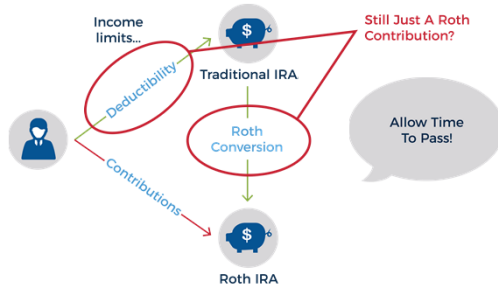 Income
limits...
Still Just A Roth
Contribution?
$
Deductibility
Traditional IRA
Roth
Conversion
Allow Time
To Pass!
Contributions
$
Roth IRA